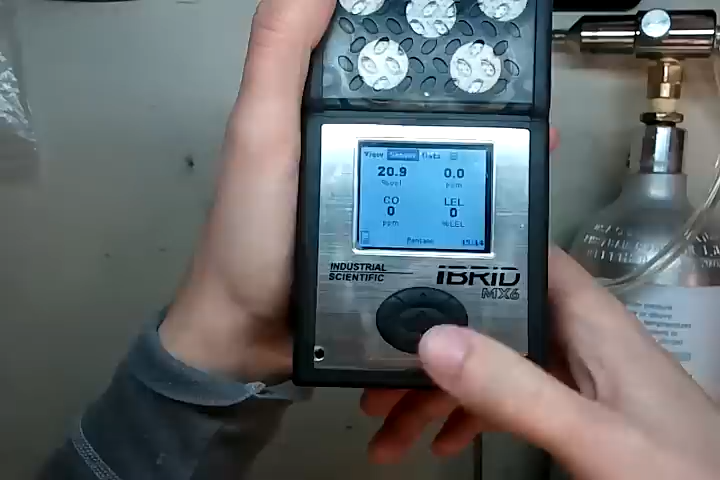 View Sensor Data
20.9 0.0
%vol ppm
CO LEL
0 0
ppm %LEL
Pentane 15:14
INDUSTRIAL
SCIENTIFIC
iBRID
MX6